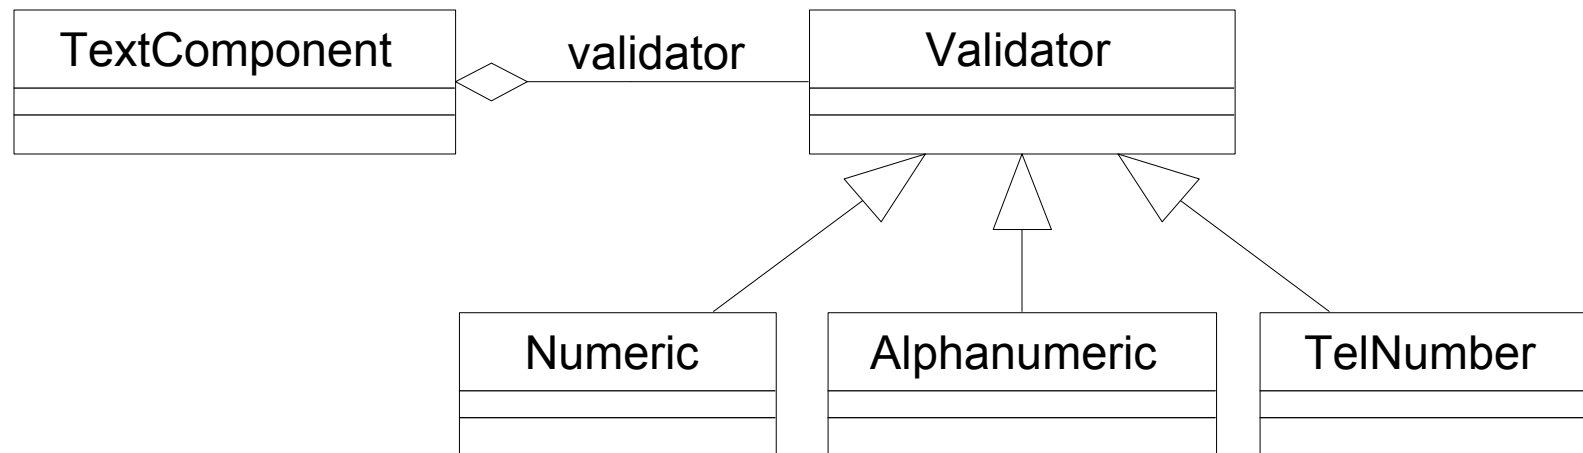 TextComponent
validator
Validator
Numeric
Alphanumeric
TelNumber